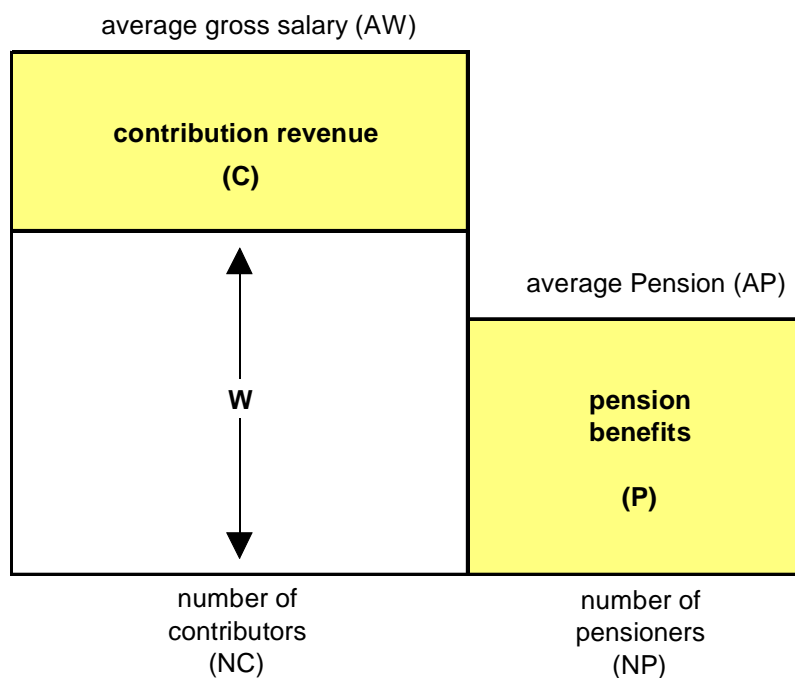 average gross salary (AW)
contribution revenue
(C)
average Pension (AP)
W
pension
benefits
(P)
number of
contributors
(NC)
number of
pensioners
(NP)